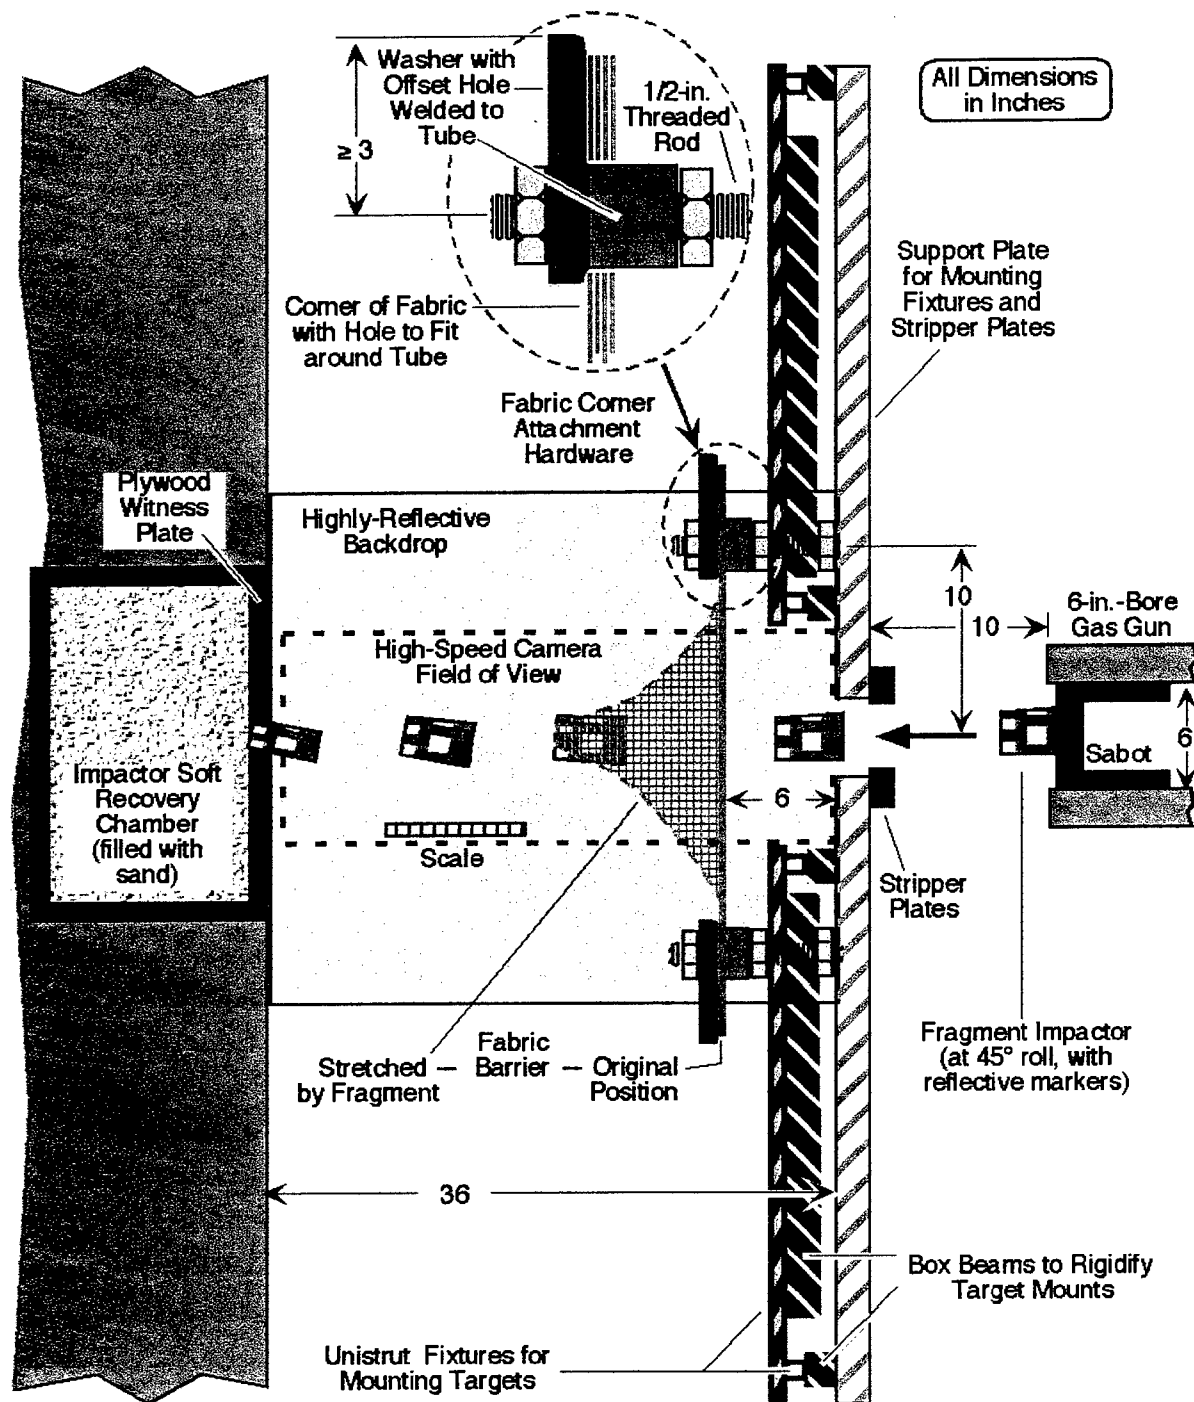 Washer with
Offset Hole
Welded to
Tube
1/2-in.
Threaded
Rod
All Dimensions
in Inches
≥ 3
Support Plate
for Mounting
Fixtures and
Stripper Plates
Corner of Fabric
with Hole to Fit
around Tube
Fabric Corner
Attachment
Hardware
Plywood
Witness
Plate
Highly-Reflective
Backdrop
10
10
6-in.-Bore
Gas Gun
High-Speed Camera
Field of View
Sabot
6
Impactor Soft
Recovery
Chamber
(filled with
sand)
6
Scale
Stripper
Plates
Fragment Impactor
(at 45° roll, with
reflective markers)
Stretched
by Fragment
Fabric
Barrier
Original
Position
36
Box Beams to Rigidify
Target Mounts
Unistrut Fixtures for
Mounting Targets